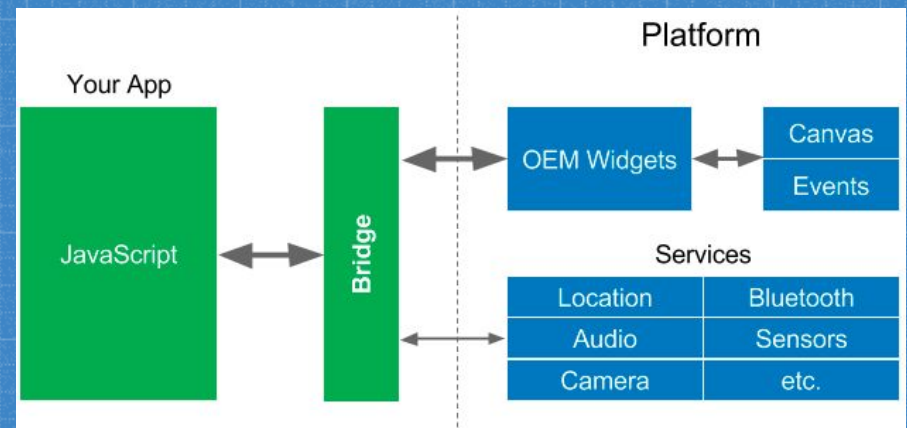 Platform
Your App
JavaScript
Bridge
OEM Widgets
Canvas
Events
Services
Location
Bluetooth
Audio
Sensors
Camera
etc.